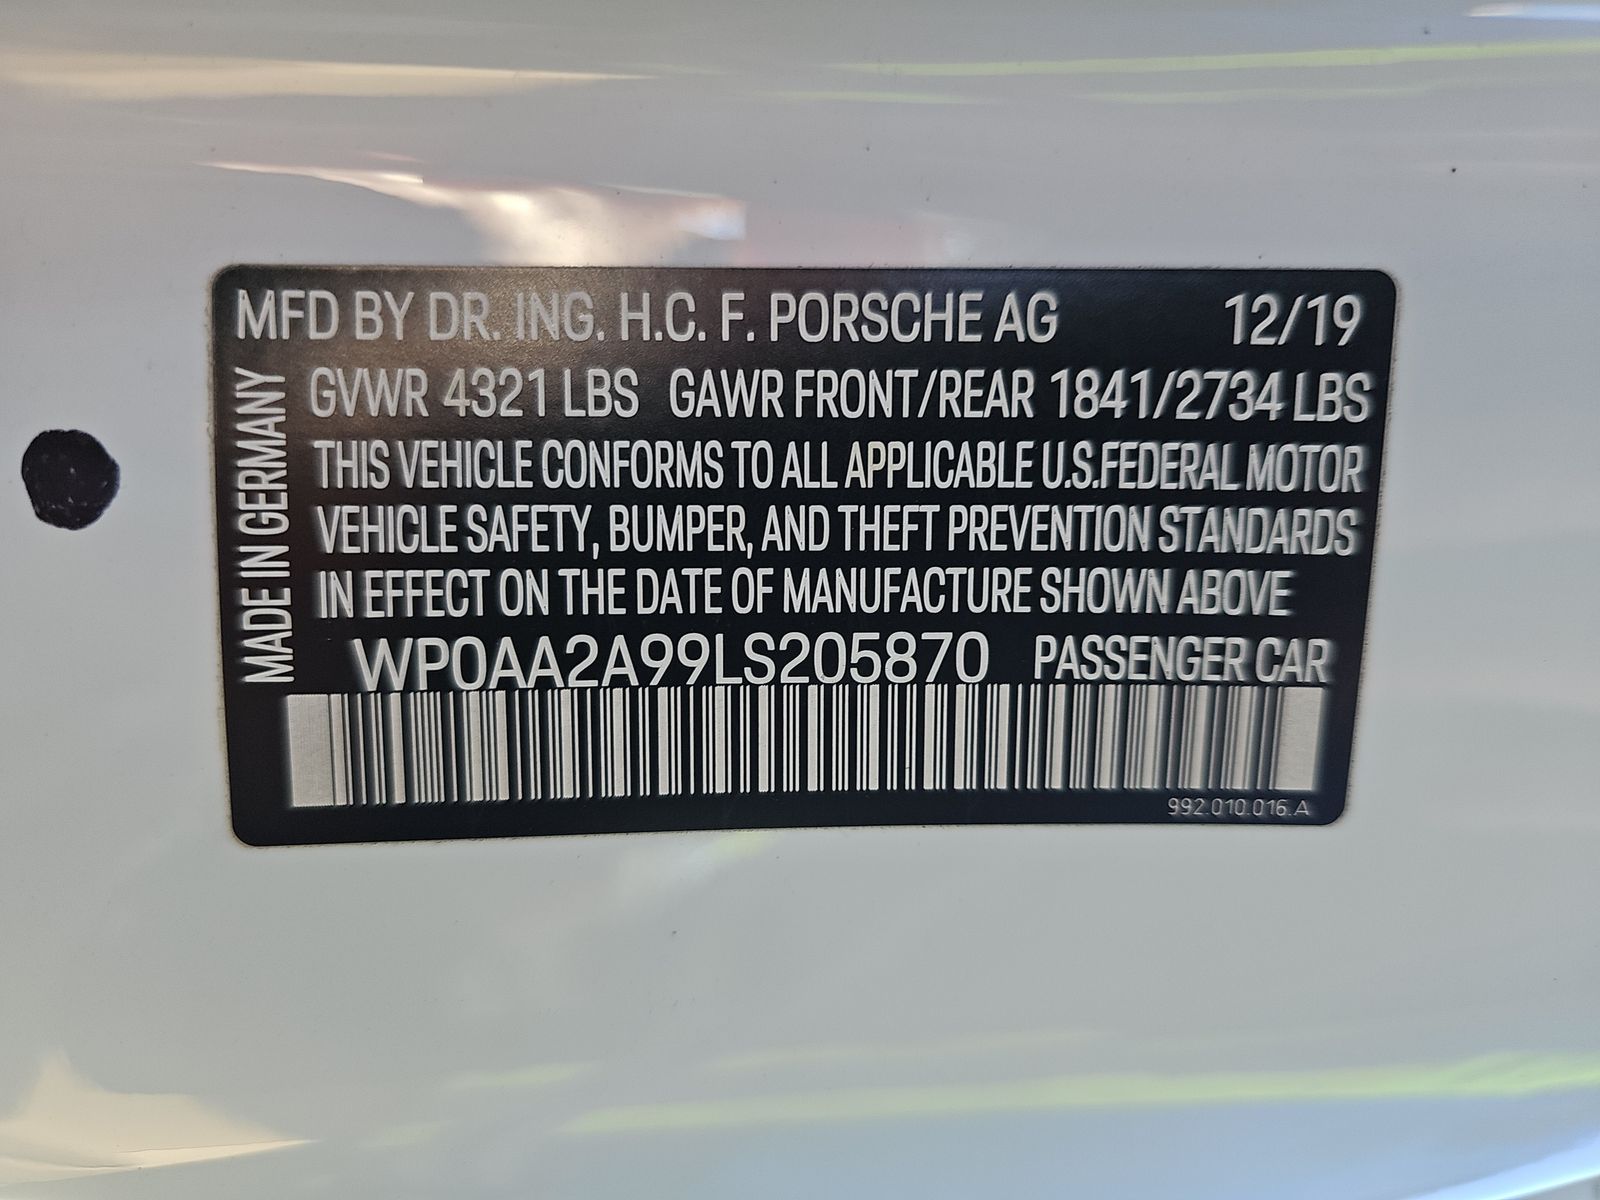 MFD BY DR. ING. H.C. F. PORSCHE AG 12/19
GVWR 4321 LBS GAWR FRONT/REAR 1841/2734 LBS
THIS VEHICLE CONFORMS TO ALL APPLICABLE U.S.FEDERAL MOTOR
VEHICLE SAFETY, BUMPER, AND THEFT PREVENTION STANDARDS
IN EFFECT ON THE DATE OF MANUFACTURE SHOWN ABOVE
WP0AA2A99LS205870 PASSENGER CAR
992.010.016.A
MADE IN GERMANY